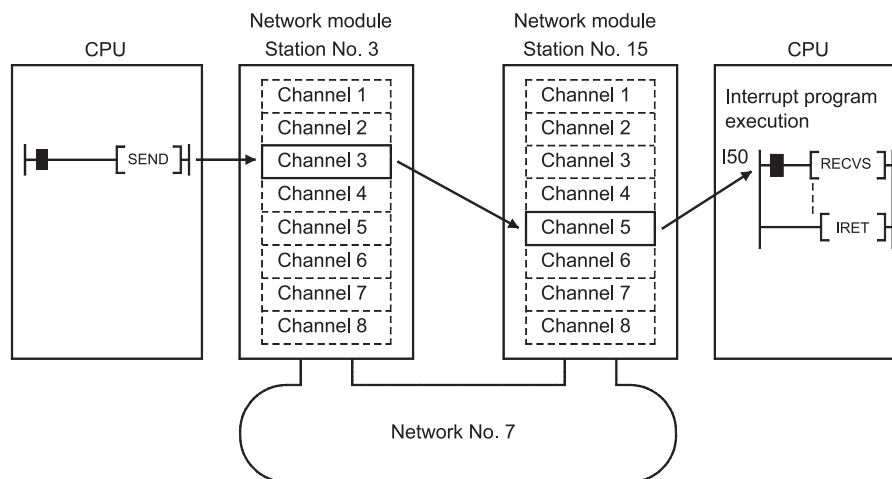 CPU
Network module
Station No. 3
Channel 1
Channel 2
Channel 3
Channel 4
Channel 5
Channel 6
Channel 7
Channel 8
SEND
Network module
Station No. 15
Channel 1
Channel 2
Channel 3
Channel 4
Channel 5
Channel 6
Channel 7
Channel 8
CPU
Interrupt program
execution
I50
RECVS
IRET
Network No. 7